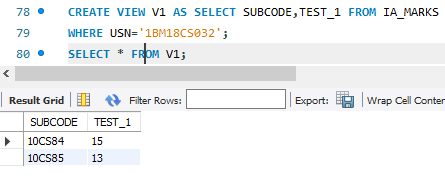 78 CREATE VIEW V1 AS SELECT SUBCODE,TEST_1 FROM IA_MARKS
79 WHERE USN='1BM18CS032';
80 SELECT * FROM V1;
Result Grid Filter Rows: Export: Wrap Cell Conter
SUBCODE TEST_1
10CS84 15
10CS85 13